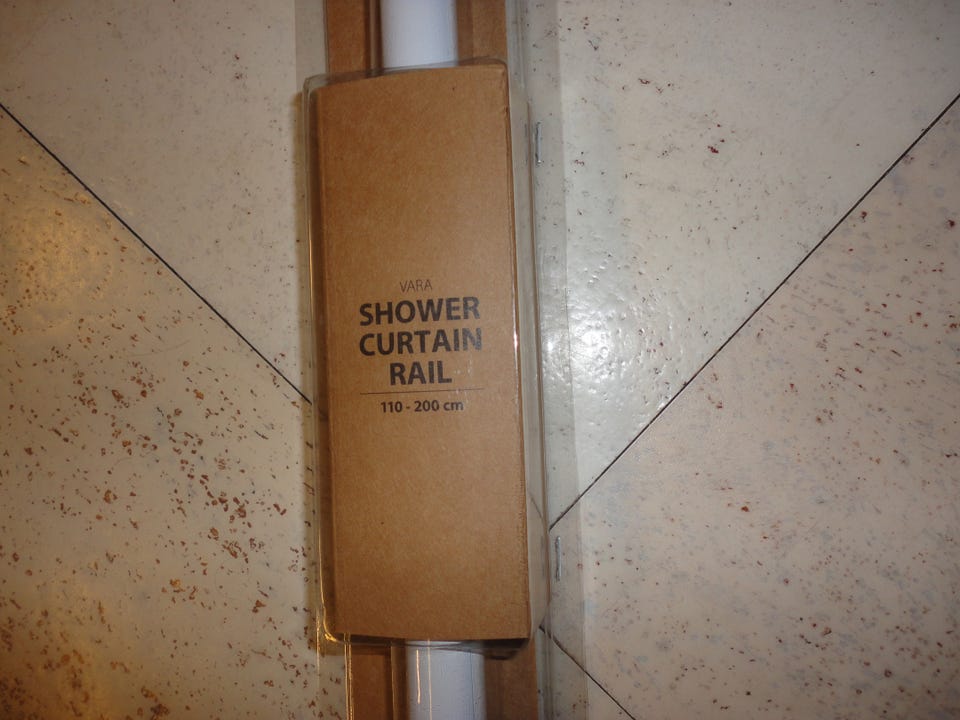 VARA
SHOWER
CURTAIN
RAIL
110 - 200 cm